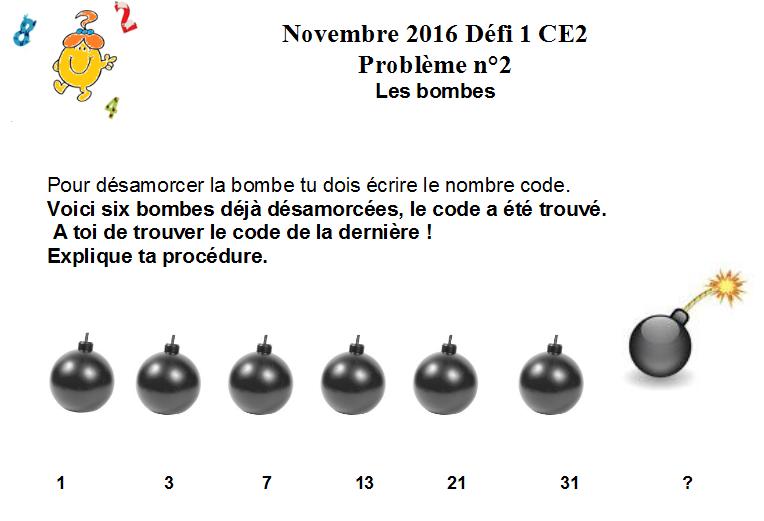 8 2
4
Novembre 2016 Défi 1 CE2
Problème n°2
Les bombes
Pour désamorcer la bombe tu dois écrire le nombre code.
Voici six bombes déjà désamorcées, le code a été trouvé.
A toi de trouver le code de la dernière !
Explique ta procédure.
1 3 7 13 21 31 ?